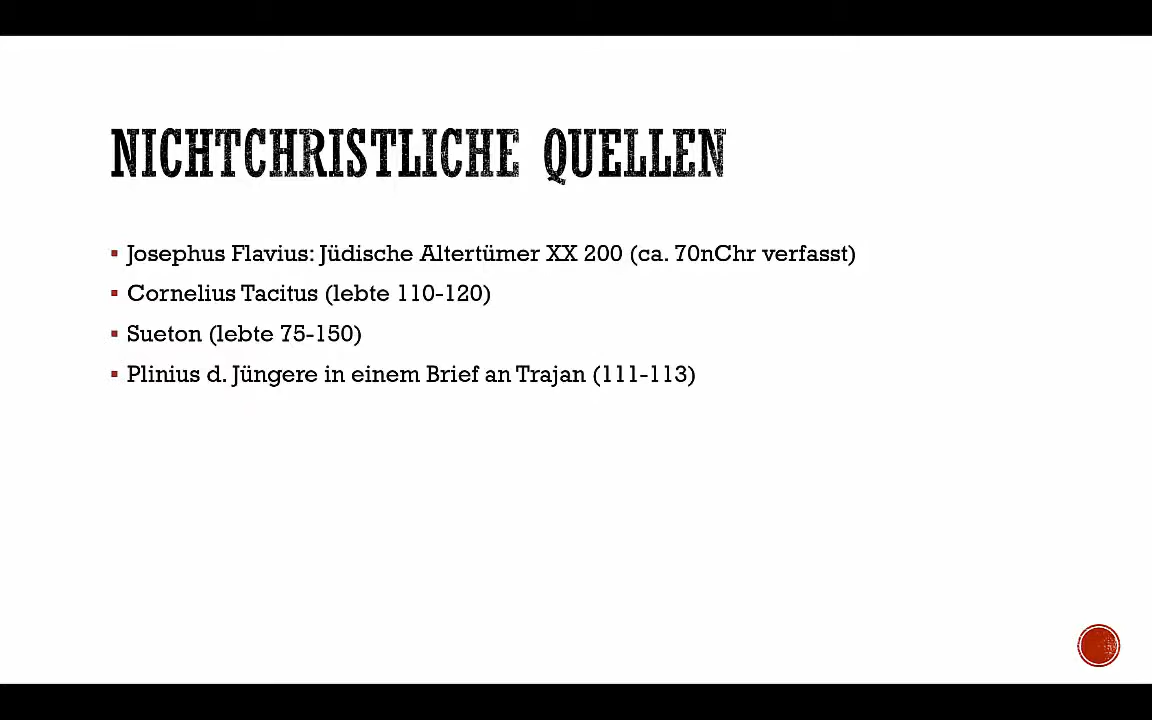 NICHTCHRISTLICHE QUELLEN
▪ Josephus Flavius: Jüdische Altertümer XX 200 (ca. 70nChr verfasst)
▪ Cornelius Tacitus (lebte 110-120)
▪ Sueton (lebte 75-150)
▪ Plinius d. Jüngere in einem Brief an Trajan (111-113)